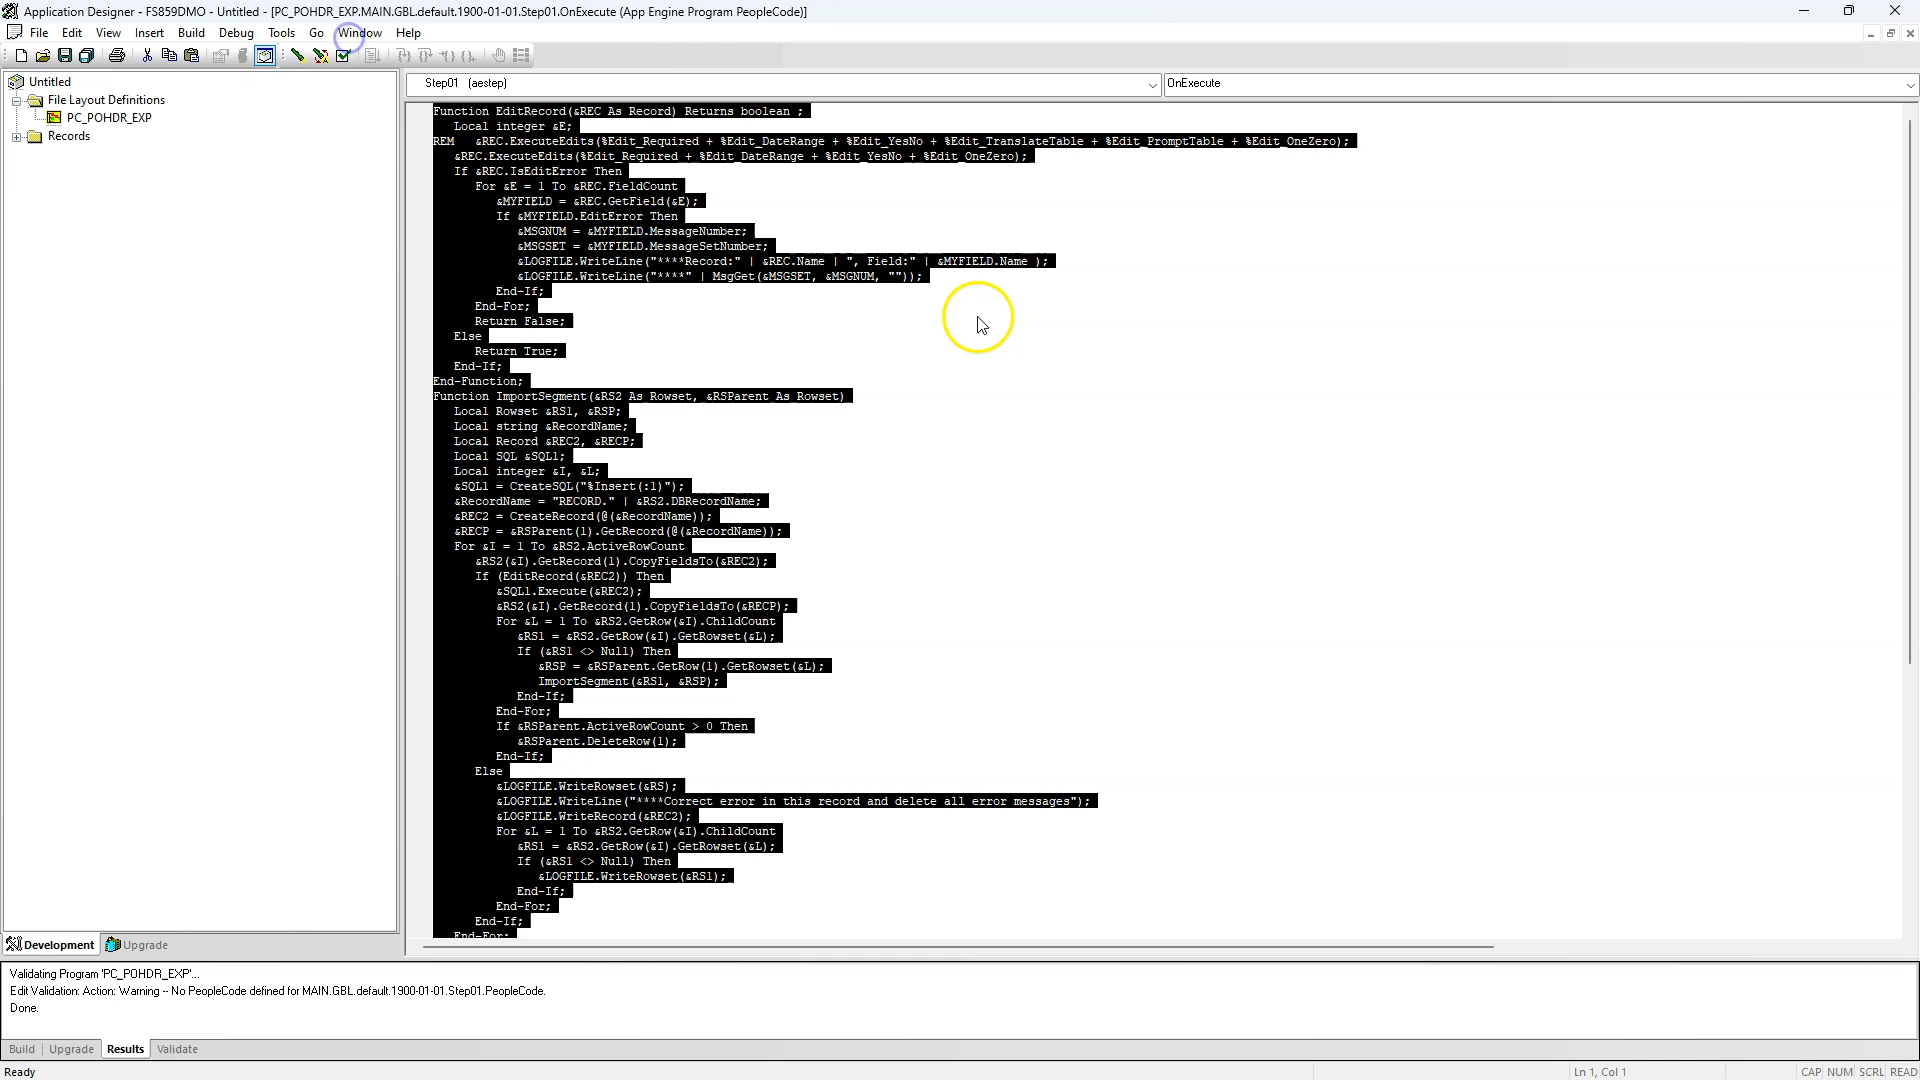 Application Designer - FS859DMO - Untitled - [PC_POHDR_EXP.MAIN.GBL.default.1900-01-01.Step01.OnExecute (App Engine Program PeopleCode)]
File Edit View Insert Build Debug Tools Go Window Help
Untitled
File Layout Definitions
PC_POHDR_EXP
Records
Step01 (aestep)
OnExecute
Function EditRecord(&REC As Record) Returns boolean ;
Local integer &E;
REM &REC.ExecuteEdits(%Edit_Required + %Edit_DateRange + %Edit_YesNo + %Edit_TranslateTable + %Edit_PromptTable + %Edit_OneZero);
&REC.ExecuteEdits(%Edit_Required + %Edit_DateRange + %Edit_YesNo + %Edit_OneZero);
If &REC.IsEditError Then
For &E = 1 To &REC.FieldCount
&MYFIELD = &REC.GetField(&E);
If &MYFIELD.EditError Then
&MSGNUM = &MYFIELD.MessageNumber;
&MSGSET = &MYFIELD.MessageSetNumber;
&LOGFILE.WriteLine("****Record:" | &REC.Name | ", Field:" | &MYFIELD.Name );
&LOGFILE.WriteLine("****" | MsgGet(&MSGSET, &MSGNUM, ""));
End-If;
End-For;
Return False;
Else
Return True;
End-If;
End-Function;
Function ImportSegment(&RS2 As Rowset, &RSParent As Rowset)
Local Rowset &RS1, &RSP;
Local string &RecordName;
Local Record &REC2, &RECP;
Local SQL &SQL1;
Local integer &I, &L;
&SQL1 = CreateSQL("%Insert(:1)");
&RecordName = "RECORD." | &RS2.DBRecordName;
&REC2 = CreateRecord(@(&RecordName));
&RECP = &RSParent(1).GetRecord(@(&RecordName));
For &I = 1 To &RS2.ActiveRowCount
&RS2(&I).GetRecord(1).CopyFieldsTo(&REC2);
If (EditRecord(&REC2)) Then
&SQL1.Execute(&REC2);
&RS2(&I).GetRecord(1).CopyFieldsTo(&RECP);
For &L = 1 To &RS2.GetRow(&I).ChildCount
&RS1 = &RS2.GetRow(&I).GetRowset(&L);
If (&RS1 <> Null) Then
&RSP = &RSParent.GetRow(1).GetRowset(&L);
ImportSegment(&RS1, &RSP);
End-If;
End-For;
If &RSParent.ActiveRowCount > 0 Then
&RSParent.DeleteRow(1);
End-If;
Else
&LOGFILE.WriteRowset(&RS);
&LOGFILE.WriteLine("****Correct error in this record and delete all error messages");
&LOGFILE.WriteRecord(&REC2);
For &L = 1 To &RS2.GetRow(&I).ChildCount
&RS1 = &RS2.GetRow(&I).GetRowset(&L);
If (&RS1 <> Null) Then
&LOGFILE.WriteRowset(&RS1);
End-If;
End-For;
End-If;
End-For;
Development Upgrade
Validating Program 'PC_POHDR_EXP'...
Edit Validation: Action: Warning -- No PeopleCode defined for MAIN.GBL.default.1900-01-01.Step01.PeopleCode.
Done.
Build Upgrade Results Validate
Ready Ln 1, Col 1 CAP NUM SCRL READ